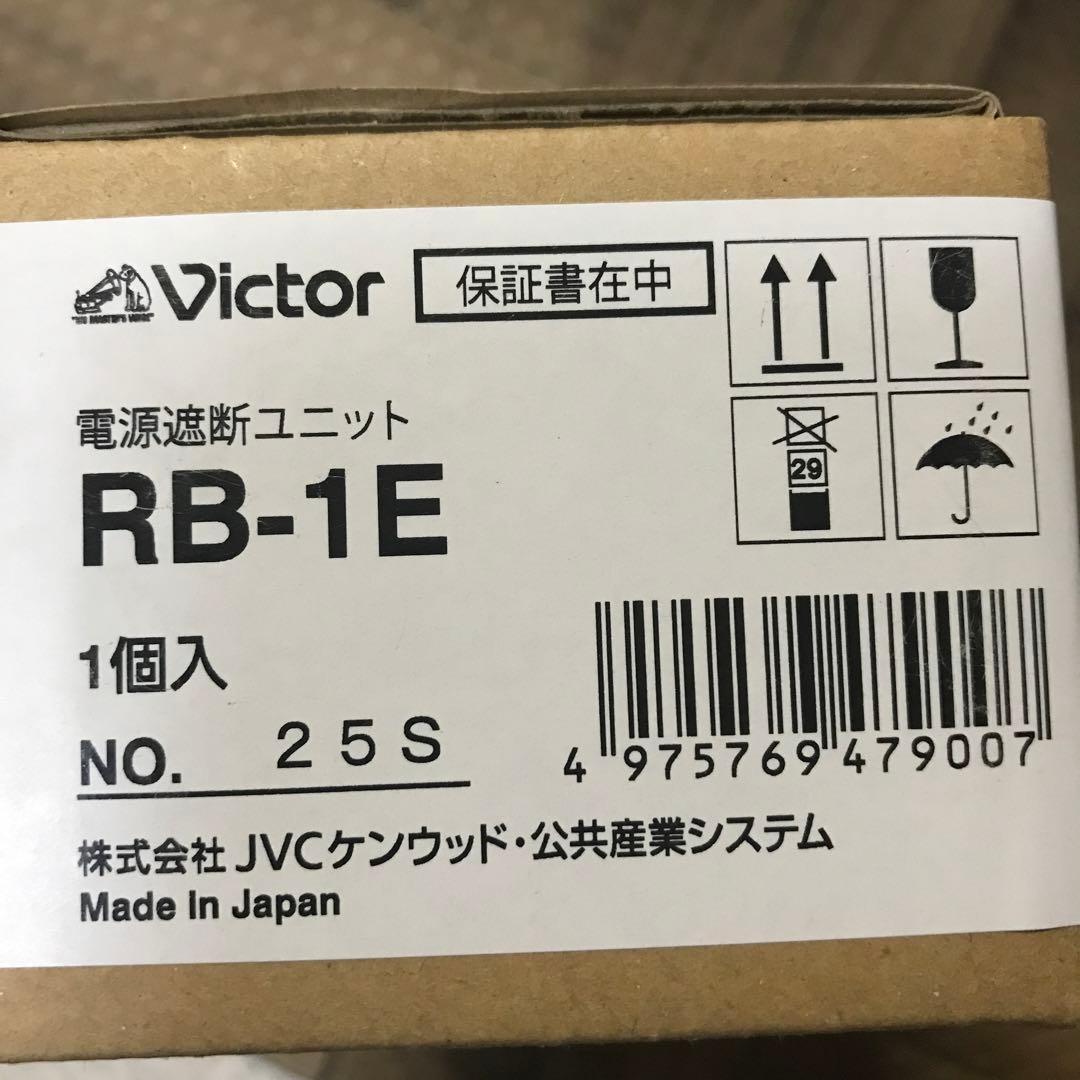 Victor
保証書在中
電源遮断ユニット
RB-1E
29
1個入
NO. 25S
4 975769 479007
株式会社 JVCケンウッド・公共産業システム
Made in Japan